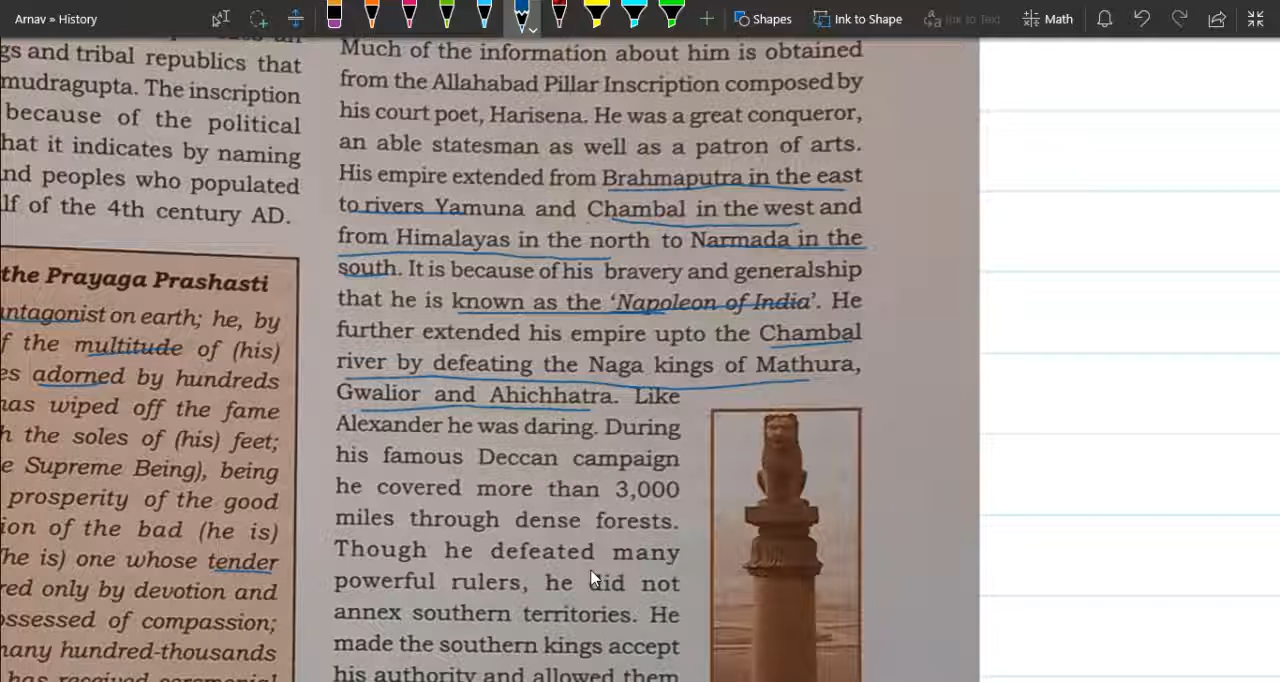 Arnav » History
Shapes
Ink to Shape
Ink to Text
Math
gs and tribal republics that
mudragupta. The inscription
because of the political
hat it indicates by naming
nd peoples who populated
lf of the 4th century AD.
the Prayaga Prashasti
ntagonist on earth; he, by
f the multitude of (his)
es adorned by hundreds
has wiped off the fame
h the soles of (his) feet;
e Supreme Being), being
prosperity of the good
ion of the bad (he is)
he is) one whose tender
red only by devotion and
ossessed of compassion;
many hundred-thousands
has received ceremonial
Much of the information about him is obtained
from the Allahabad Pillar Inscription composed by
his court poet, Harisena. He was a great conqueror,
an able statesman as well as a patron of arts.
His empire extended from Brahmaputra in the east
to rivers Yamuna and Chambal in the west and
from Himalayas in the north to Narmada in the
south. It is because of his bravery and generalship
that he is known as the ‘Napoleon of India’. He
further extended his empire upto the Chambal
river by defeating the Naga kings of Mathura,
Gwalior and Ahichhatra. Like
Alexander he was daring. During
his famous Deccan campaign
he covered more than 3,000
miles through dense forests.
Though he defeated many
powerful rulers, he did not
annex southern territories. He
made the southern kings accept
his authority and allowed them